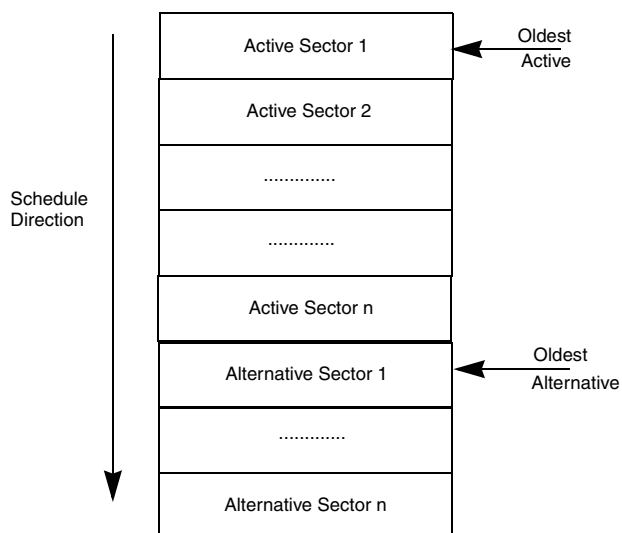 Active Sector 1
Oldest
Active
Active Sector 2
..............
Schedule
Direction
.............
Active Sector n
Alternative Sector 1
Oldest
Alternative
.............
Alternative Sector n